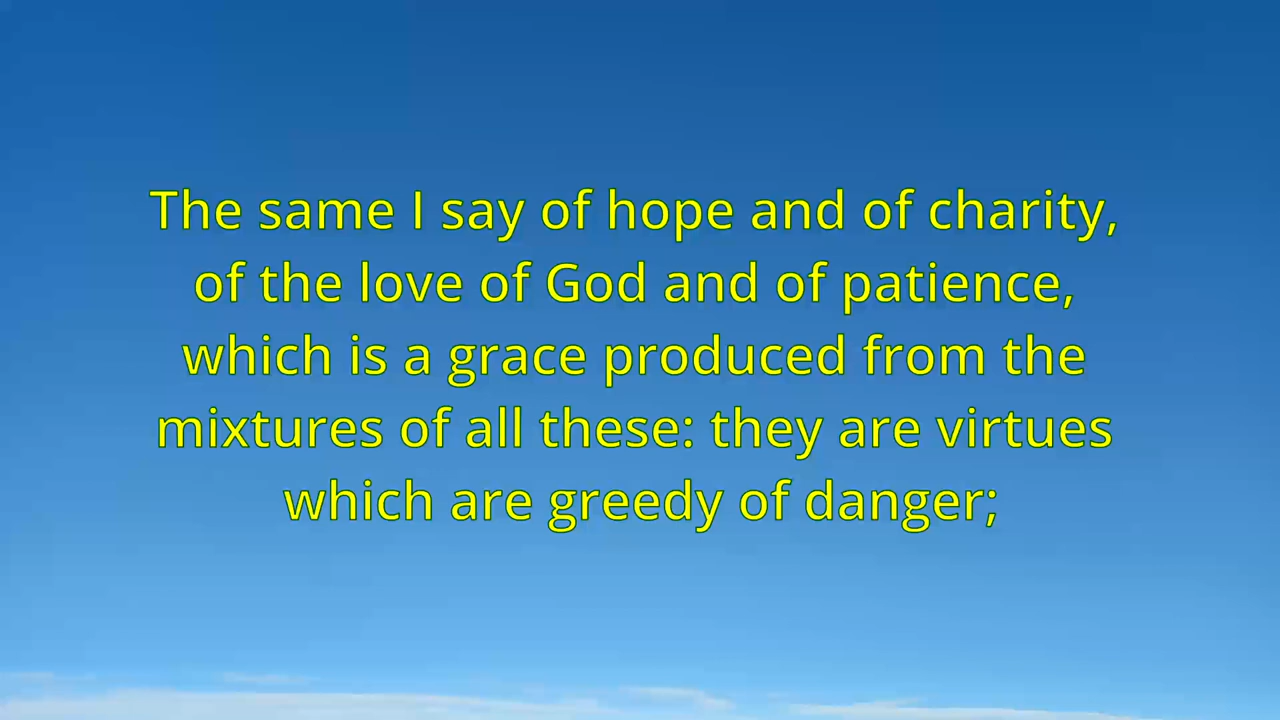 The same I say of hope and of charity,
of the love of God and of patience,
which is a grace produced from the
mixtures of all these: they are virtues
which are greedy of danger;